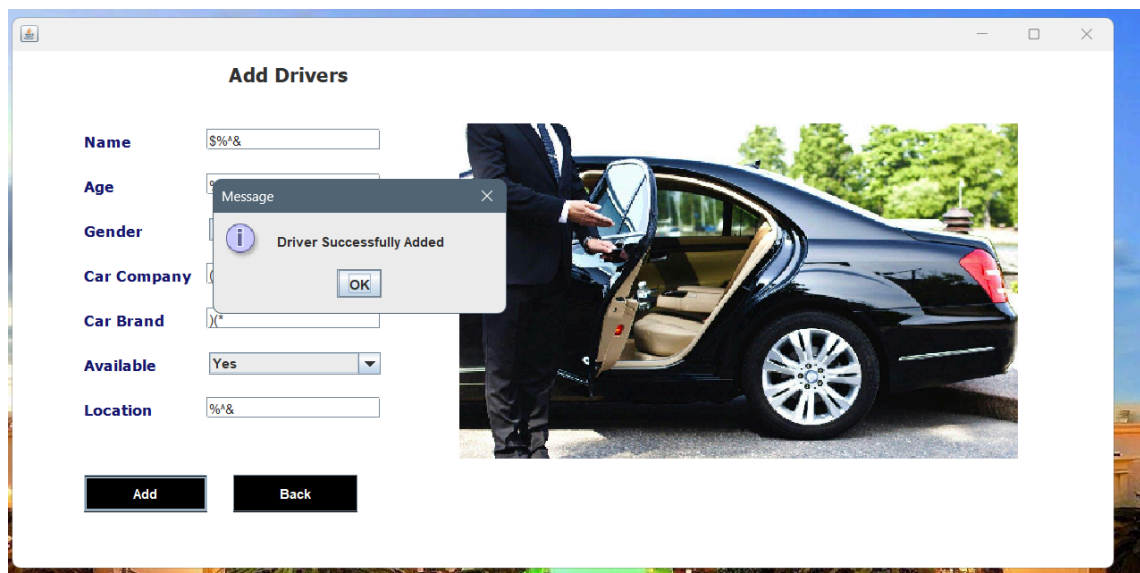 Add Drivers
Name $%^&
Age
Message
Gender
Driver Successfully Added
Car Company (
OK
Car Brand )(*
Available Yes
Location %^&
Add Back